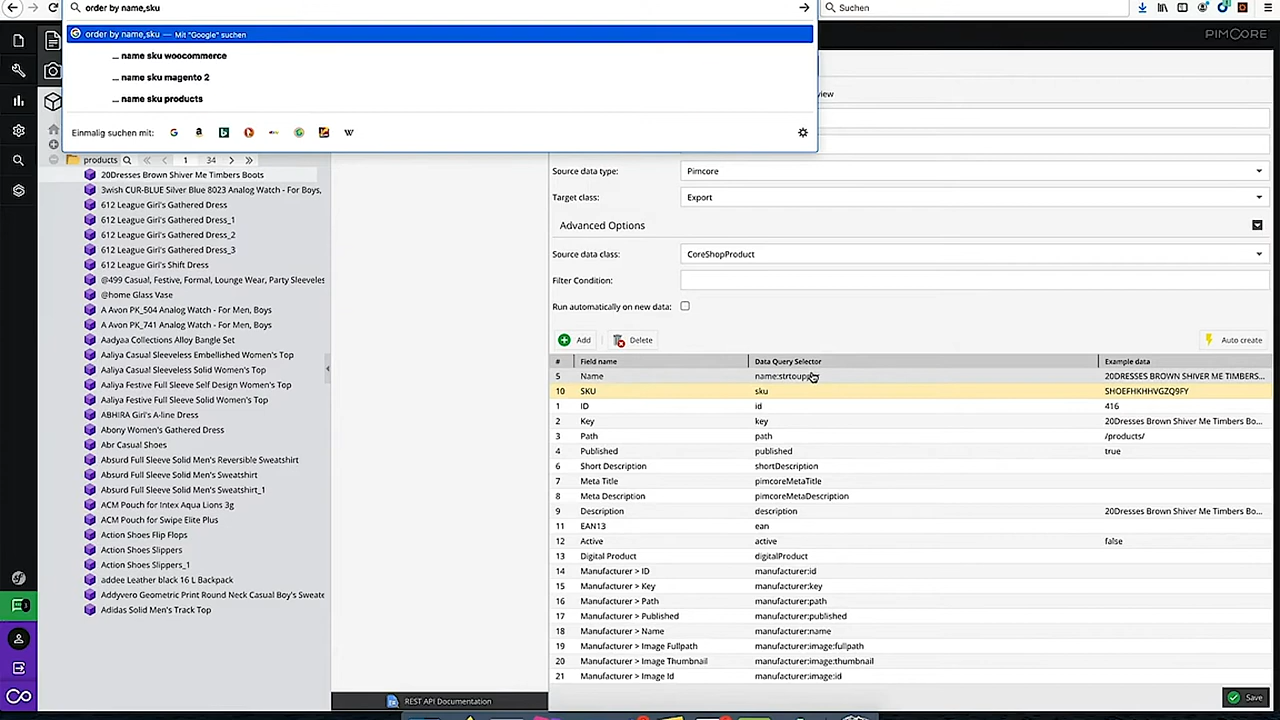 order by name,sku
Suchen
order by name,sku — Mit "Google" suchen
... name sku woocommerce
... name sku magento 2
... name sku products
Einmalig suchen mit:
PIMCORE
view
products
1
34
20Dresses Brown Shiver Me Timbers Boots
3wish CUR-BLUE Silver Blue 8023 Analog Watch - For Boys,
612 League Girl's Gathered Dress
612 League Girl's Gathered Dress_1
612 League Girl's Gathered Dress_2
612 League Girl's Gathered Dress_3
612 League Girl's Shift Dress
@499 Casual, Festive, Formal, Lounge Wear, Party Sleeveles
@home Glass Vase
A Avon PK_504 Analog Watch - For Men, Boys
A Avon PK_741 Analog Watch - For Men, Boys
Aadyaa Collections Alloy Bangle Set
Aaliya Casual Sleeveless Embellished Women's Top
Aaliya Casual Sleeveless Solid Women's Top
Aaliya Festive Full Sleeve Self Design Women's Top
Aaliya Festive Full Sleeve Solid Women's Top
ABHIRA Girl's A-line Dress
Abony Women's Gathered Dress
Abr Casual Shoes
Absurd Full Sleeve Solid Men's Reversible Sweatshirt
Absurd Full Sleeve Solid Men's Sweatshirt
Absurd Full Sleeve Solid Men's Sweatshirt_1
ACM Pouch for Intex Aqua Lions 3g
ACM Pouch for Swipe Elite Plus
Action Shoes Flip Flops
Action Shoes Slippers
Action Shoes Slippers_1
addee Leather black 16 L Backpack
Addyvero Geometric Print Round Neck Casual Boy's Sweate
Adidas Solid Men's Track Top
REST API Documentation
Source data type: Pimcore
Target class: Export
Advanced Options
Source data class: CoreShopProduct
Filter Condition:
Run automatically on new data:
Add Delete Auto create
# Field name Data Query Selector Example data
5 Name name:strtoupper 20DRESSES BROWN SHIVER ME TIMBERS...
10 SKU sku SHOEFHKHHVGZQ9FY
1 ID id 416
2 Key key 20Dresses Brown Shiver Me Timbers Bo...
3 Path path /products/
4 Published published true
6 Short Description shortDescription
7 Meta Title pimcoreMetaTitle
8 Meta Description pimcoreMetaDescription
9 Description description 20Dresses Brown Shiver Me Timbers Bo...
11 EAN13 ean
12 Active active false
13 Digital Product digitalProduct
14 Manufacturer > ID manufacturer:id
15 Manufacturer > Key manufacturer:key
16 Manufacturer > Path manufacturer:path
17 Manufacturer > Published manufacturer:published
18 Manufacturer > Name manufacturer:name
19 Manufacturer > Image Fullpath manufacturer:image:fullpath
20 Manufacturer > Image Thumbnail manufacturer:image:thumbnail
21 Manufacturer > Image Id manufacturer:image:id
Save